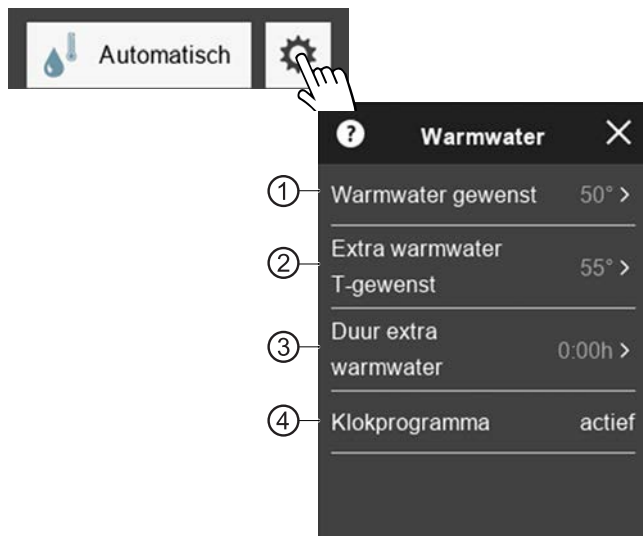 Automatisch
? Warmwater
1 Warmwater gewenst 50° >
2 Extra warmwater
T-gewenst 55° >
3 Duur extra
warmwater 0:00h >
4 Klokprogramma actief